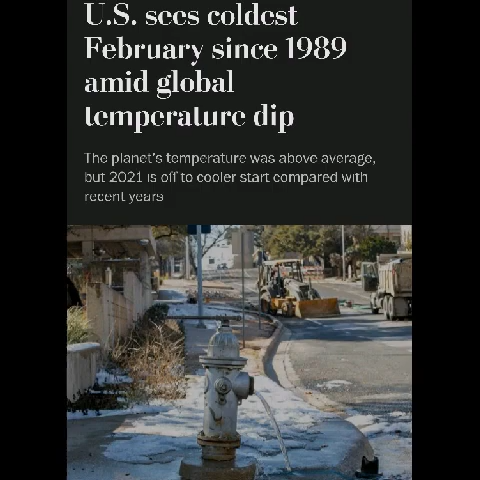 U.S. sees coldest
February since 1989
amid global
temperature dip
The planet's temperature was above average,
but 2021 is off to cooler start compared with
recent years